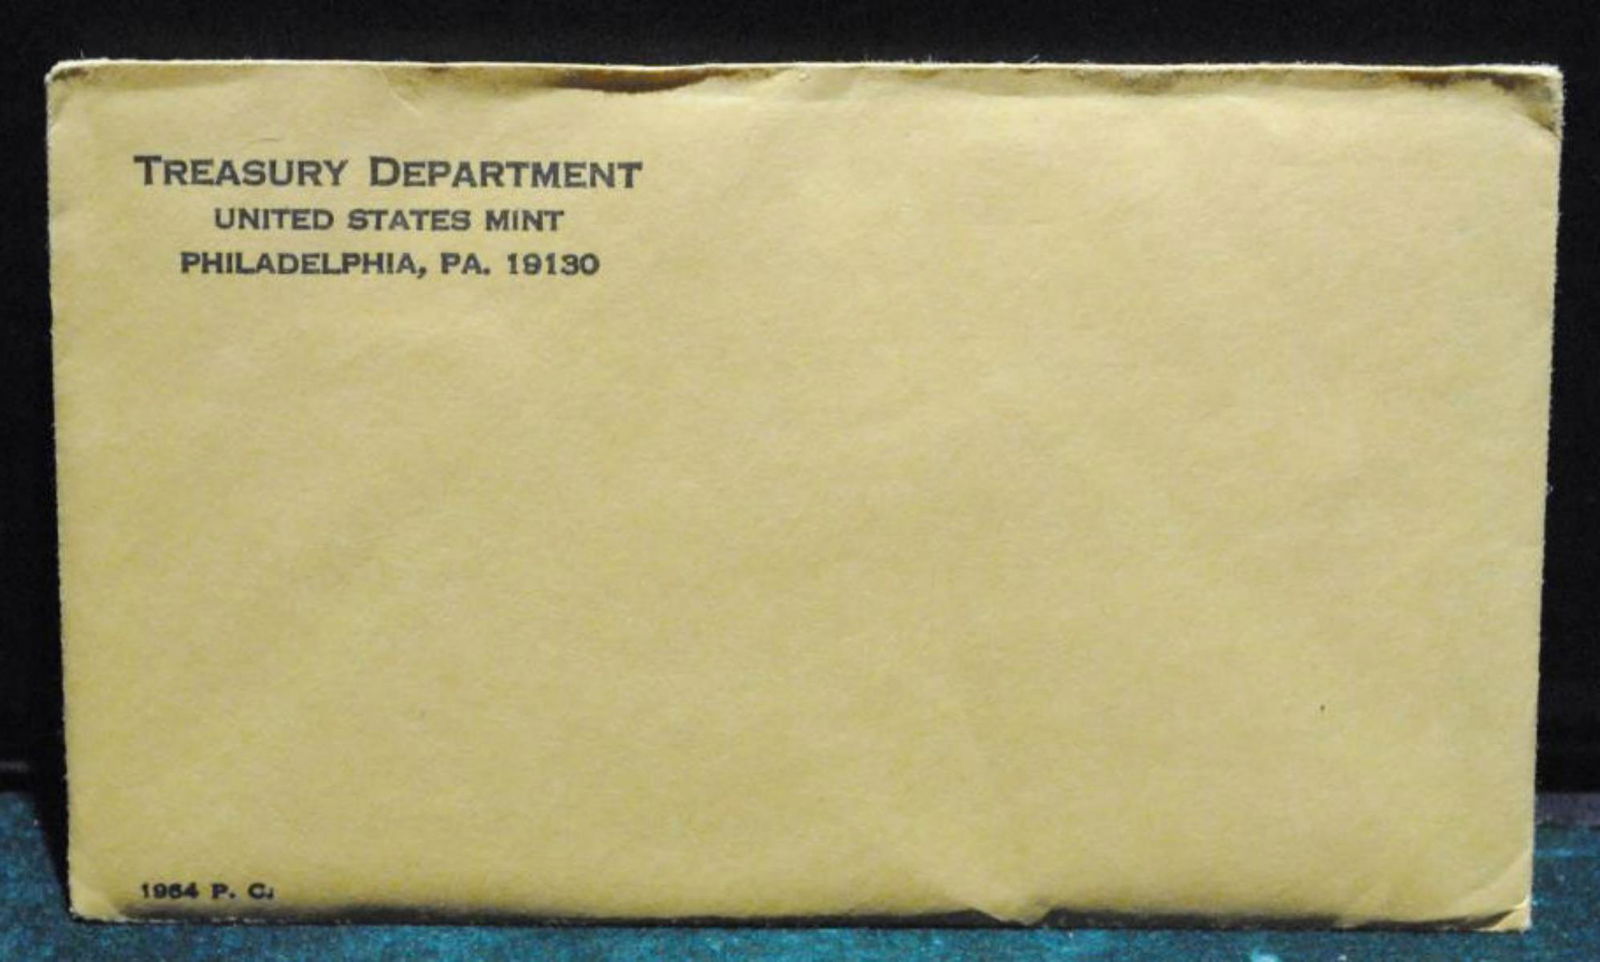 TREASURY DEPARTMENT
UNITED STATES MINT
PHILADELPHIA, PA. 19130
1964 P. C.